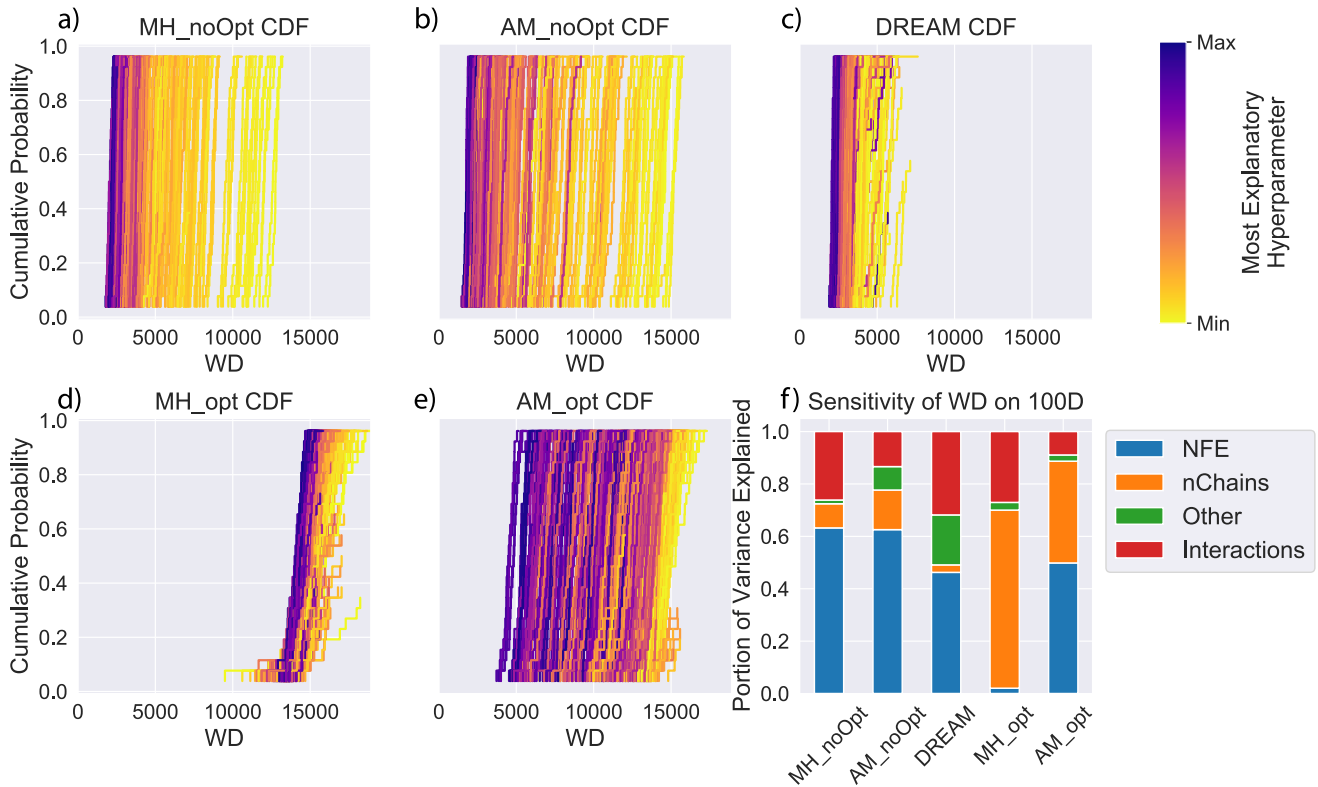 a)
MH_noOpt CDF
b)
AM_noOpt CDF
c)
DREAM CDF
Cumulative Probability
1.0
0.8
0.6
0.4
0.2
0.0
0
5000
10000
15000
WD
0
5000
10000
15000
WD
0
5000
10000
15000
WD
Max
Min
Most Explanatory
Hyperparameter
d)
MH_opt CDF
e)
AM_opt CDF
f)
Sensitivity of WD on 100D
Cumulative Probability
1.0
0.8
0.6
0.4
0.2
0.0
0
5000
10000
15000
WD
0
5000
10000
15000
WD
Portion of Variance Explained
1.0
0.8
0.6
0.4
0.2
0.0
MH_noOpt
AM_noOpt
DREAM
MH_opt
AM_opt
NFE
nChains
Other
Interactions